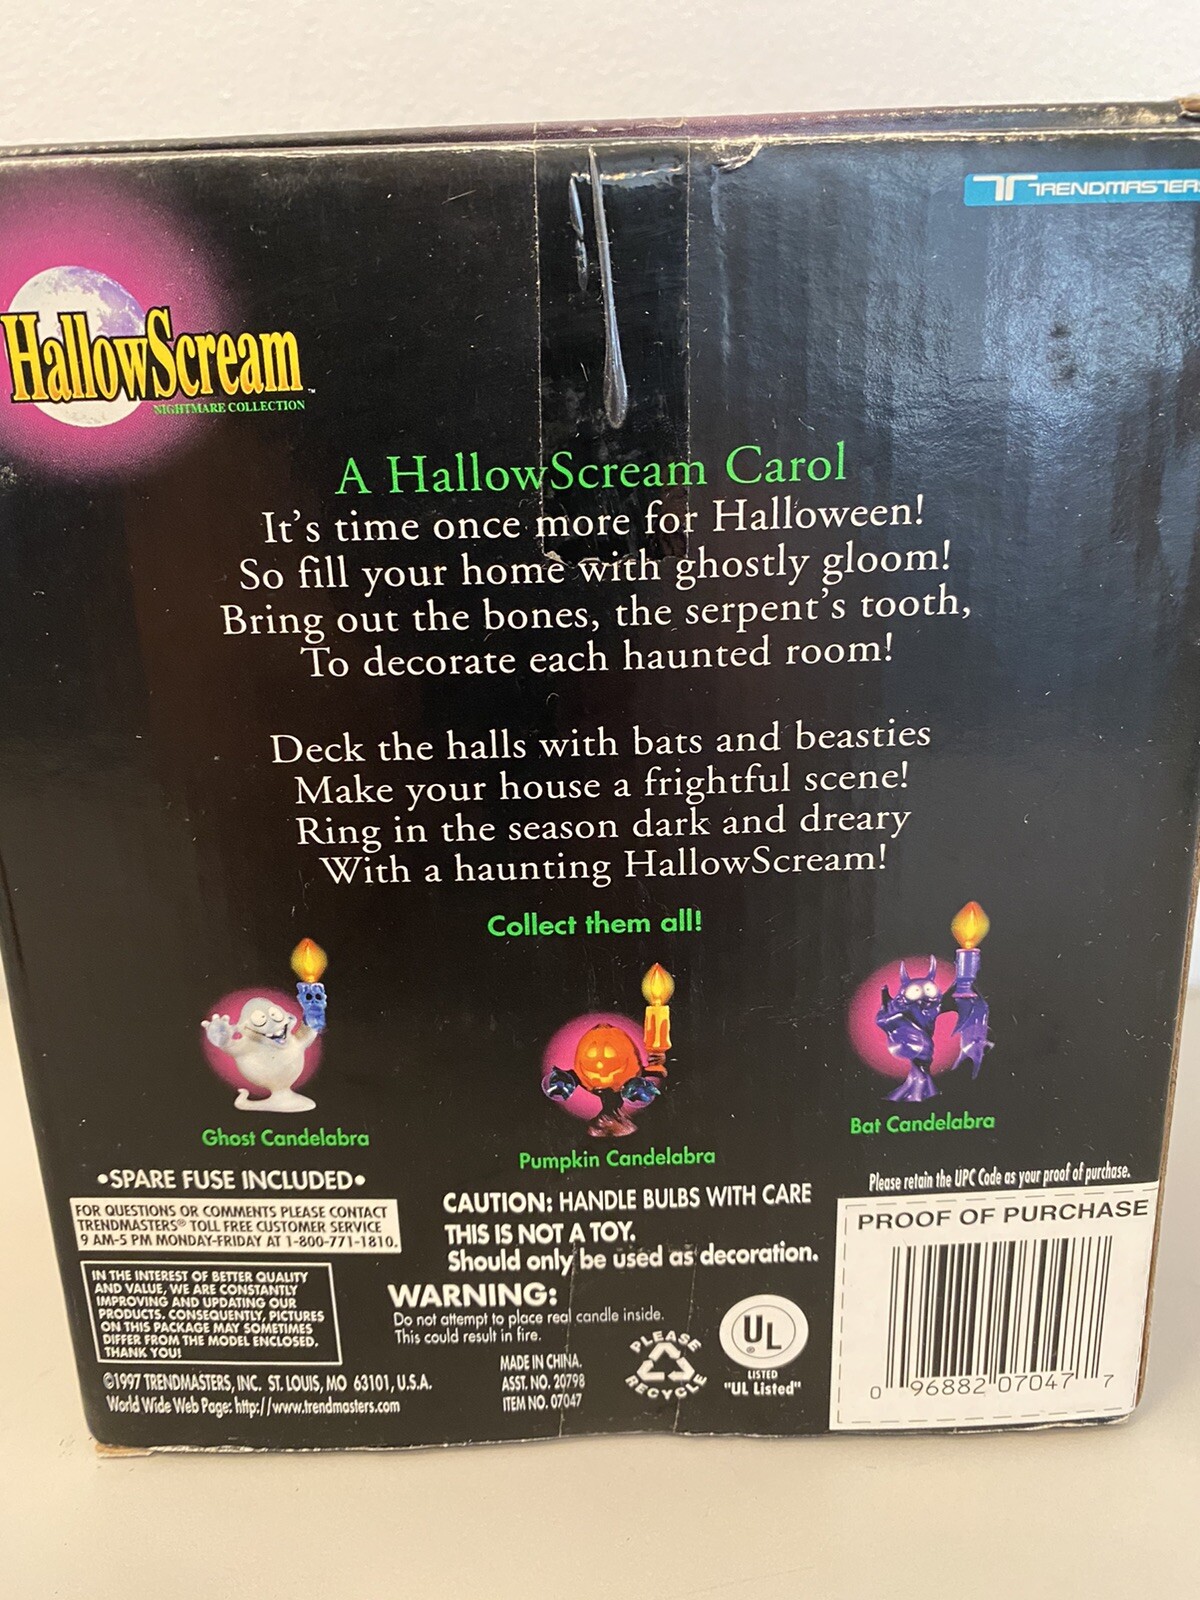 TRENDMASTERS
HallowScream™
NIGHTMARE COLLECTION
A HallowScream Carol
It's time once more for Halloween!
So fill your home with ghostly gloom!
Bring out the bones, the serpent's tooth,
To decorate each haunted room!
Deck the halls with bats and beasties
Make your house a frightful scene!
Ring in the season dark and dreary
With a haunting HallowScream!
Collect them all!
Ghost Candelabra
Pumpkin Candelabra
Bat Candelabra
•SPARE FUSE INCLUDED•
FOR QUESTIONS OR COMMENTS PLEASE CONTACT
TRENDMASTERS® TOLL FREE CUSTOMER SERVICE
9 AM-5 PM MONDAY-FRIDAY AT 1-800-771-1810.
IN THE INTEREST OF BETTER QUALITY
AND VALUE, WE ARE CONSTANTLY
IMPROVING AND UPDATING OUR
PRODUCTS. CONSEQUENTLY, PICTURES
ON THIS PACKAGE MAY SOMETIMES
DIFFER FROM THE MODEL ENCLOSED.
THANK YOU!
©1997 TRENDMASTERS, INC. ST. LOUIS, MO 63101, U.S.A.
World Wide Web Page: http://www.trendmasters.com
CAUTION: HANDLE BULBS WITH CARE
THIS IS NOT A TOY.
Should only be used as decoration.
WARNING:
Do not attempt to place real candle inside.
This could result in fire.
MADE IN CHINA.
ASST. NO. 20798
ITEM NO. 07047
PLEASE
RECYCLE
UL
®
LISTED
"UL Listed"
Please retain the UPC Code as your proof of purchase.
PROOF OF PURCHASE
0 96882 07047 7